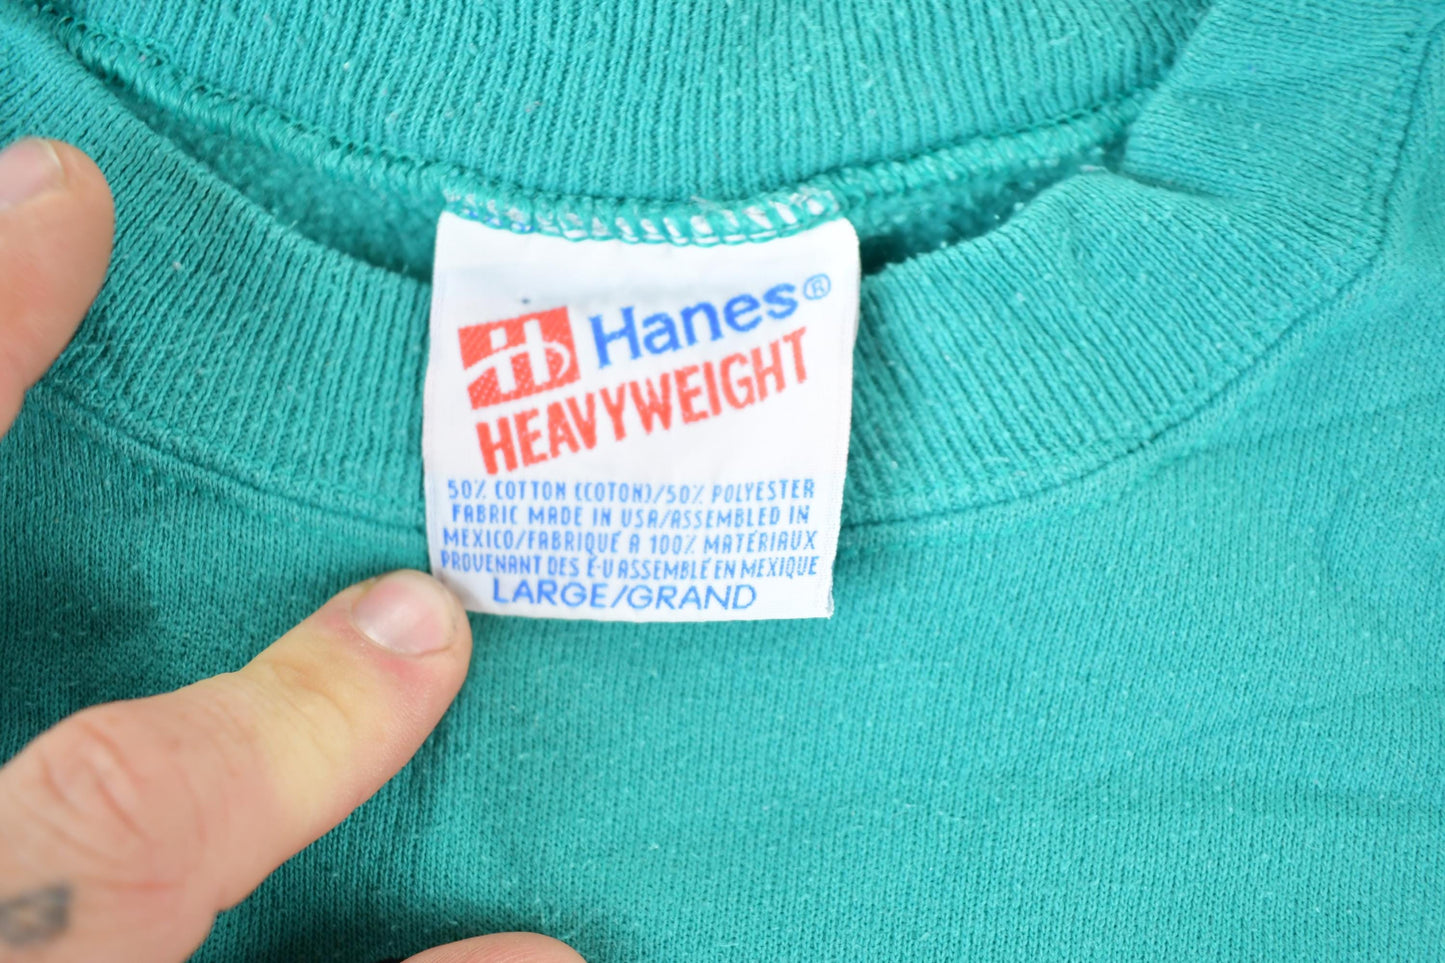 Hanes®
HEAVYWEIGHT
50% COTTON (COTON)/50% POLYESTER
FABRIC MADE IN USA/ASSEMBLED IN
MEXICO/FABRIQUÉ A 100% MATÉRIAUX
PROVENANT DES É-U ASSEMBLÉ EN MEXIQUE
LARGE/GRAND